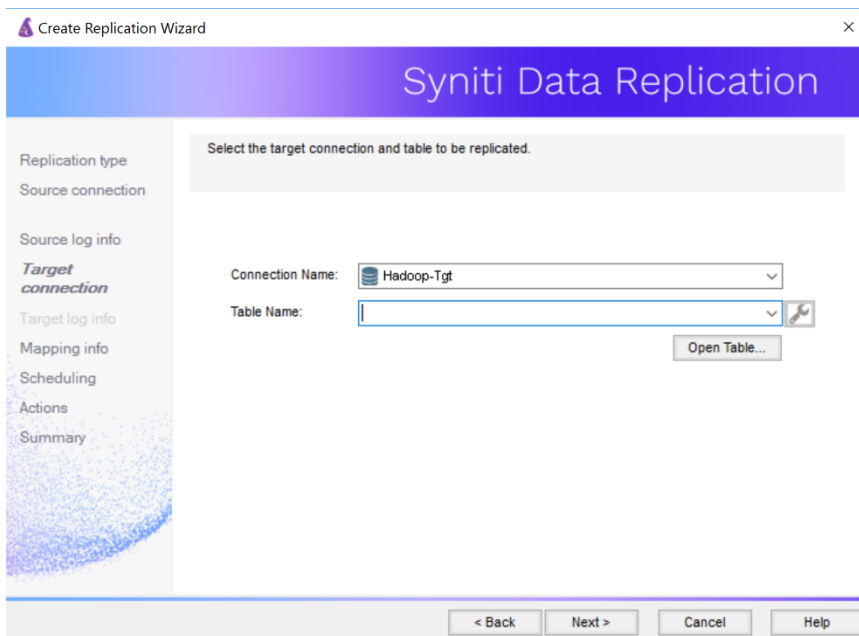 Create Replication Wizard
Syniti Data Replication
Replication type
Source connection
Source log info
Target
connection
Target log info
Mapping info
Scheduling
Actions
Summary
Select the target connection and table to be replicated.
Connection Name:
Hadoop-Tgt
Table Name:
Open Table...
< Back
Next >
Cancel
Help